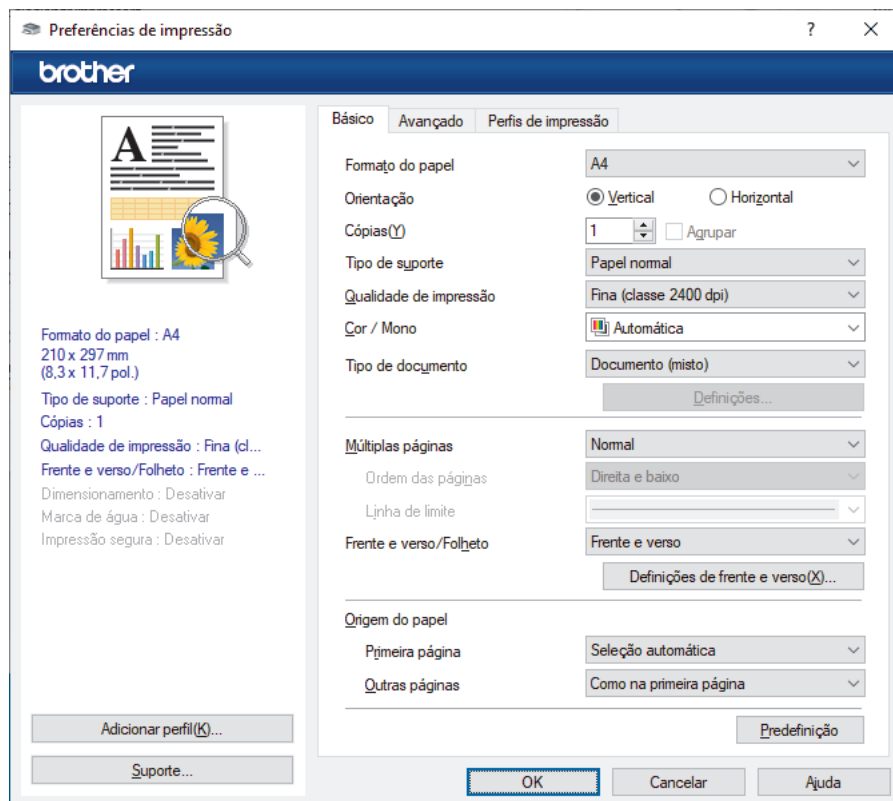 Preferências de impressão
?
brother
A
Formato do papel : A4
210 x 297 mm
(8,3 x 11,7 pol.)
Tipo de suporte : Papel normal
Cópias : 1
Qualidade de impressão : Fina (cl...
Frente e verso/Folheto : Frente e ...
Dimensionamento : Desativar
Marca de água : Desativar
Impressão segura : Desativar
Adicionar perfil(K)...
Suporte...
Básico Avançado Perfis de impressão
Formato do papel A4
Orientação Vertical Horizontal
Cópias(Y) 1 Agrupar
Tipo de suporte Papel normal
Qualidade de impressão Fina (classe 2400 dpi)
Cor / Mono Automática
Tipo de documento Documento (misto)
Definições...
Múltiplas páginas Normal
Ordem das páginas Direita e baixo
Linha de limite
Frente e verso/Folheto Frente e verso
Definições de frente e verso(X)...
Origem do papel
Primeira página Seleção automática
Outras páginas Como na primeira página
Predefinição
OK Cancelar Ajuda